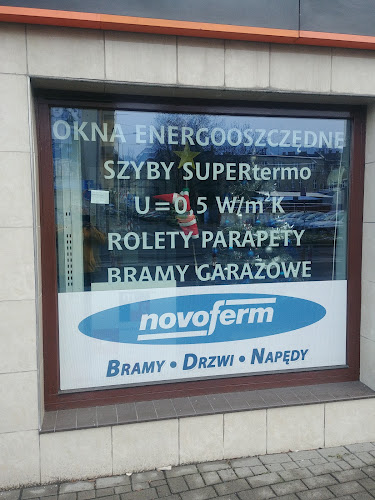 OKNA ENERGOOSZCZĘDNE
SZYBY SUPERtermo
U=0.5 W/m²K
ROLETY PARAPETY
BRAMY GARAŻOWE
novoferm
BRAMY • DRZWI • NAPĘDY